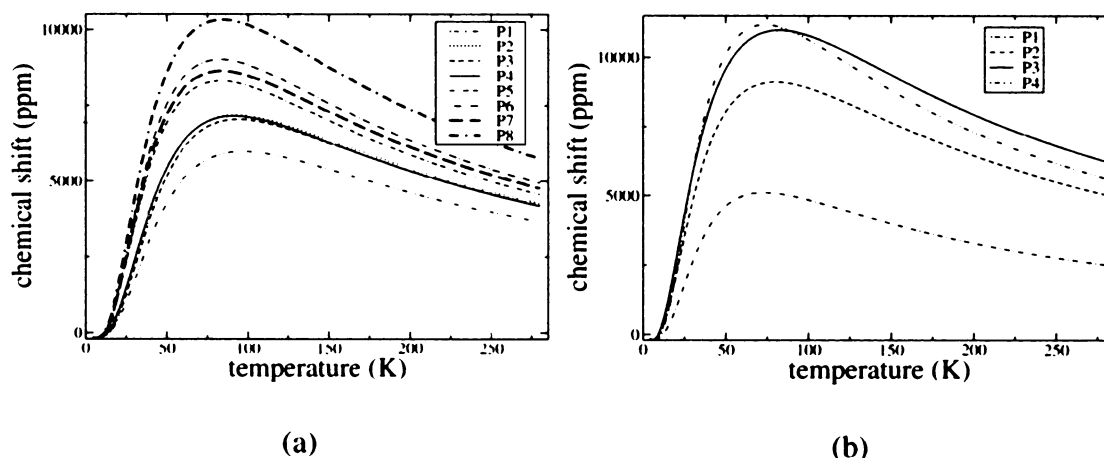 10000
5000
0
0
50
100
150
200
250
chemical shift (ppm)
temperature (K)
P1
P2
P3
P4
P5
P6
P7
P8
(a)
10000
5000
0
0
50
100
150
200
250
chemical shift (ppm)
temperature (K)
P1
P2
P3
P4
(b)